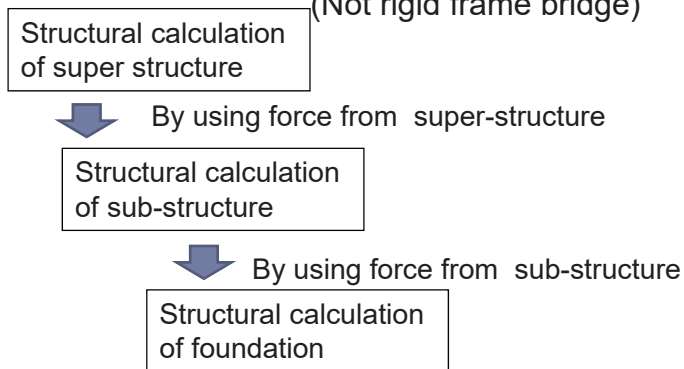 (Not rigid frame bridge)
Structural calculation
of super structure
By using force from super-structure
Structural calculation
of sub-structure
By using force from sub-structure
Structural calculation
of foundation